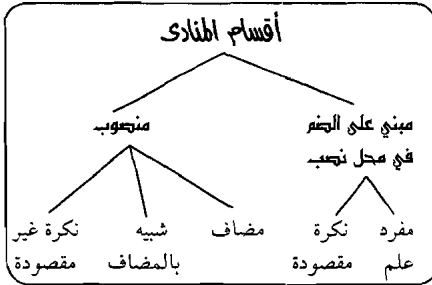 أقسام المنادى
مبني على الضم منصوب
في محل نصب
مفرد نكرة مضاف شبيه نكرة غير
علم مقصودة بالمضاف مقصودة